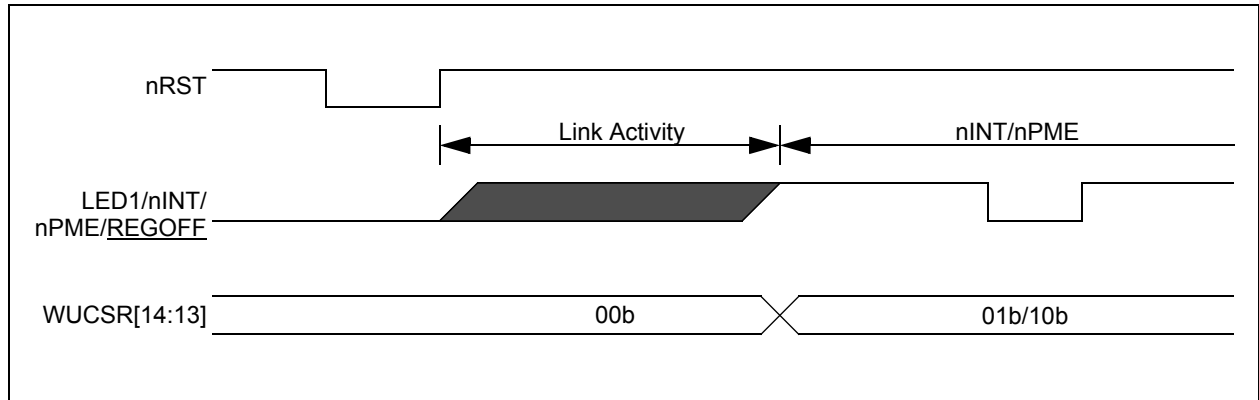 nRST
Link Activity
nINT/nPME
LED1/nINT/
nPME/REGOFF
WUCSR[14:13]
00b
01b/10b